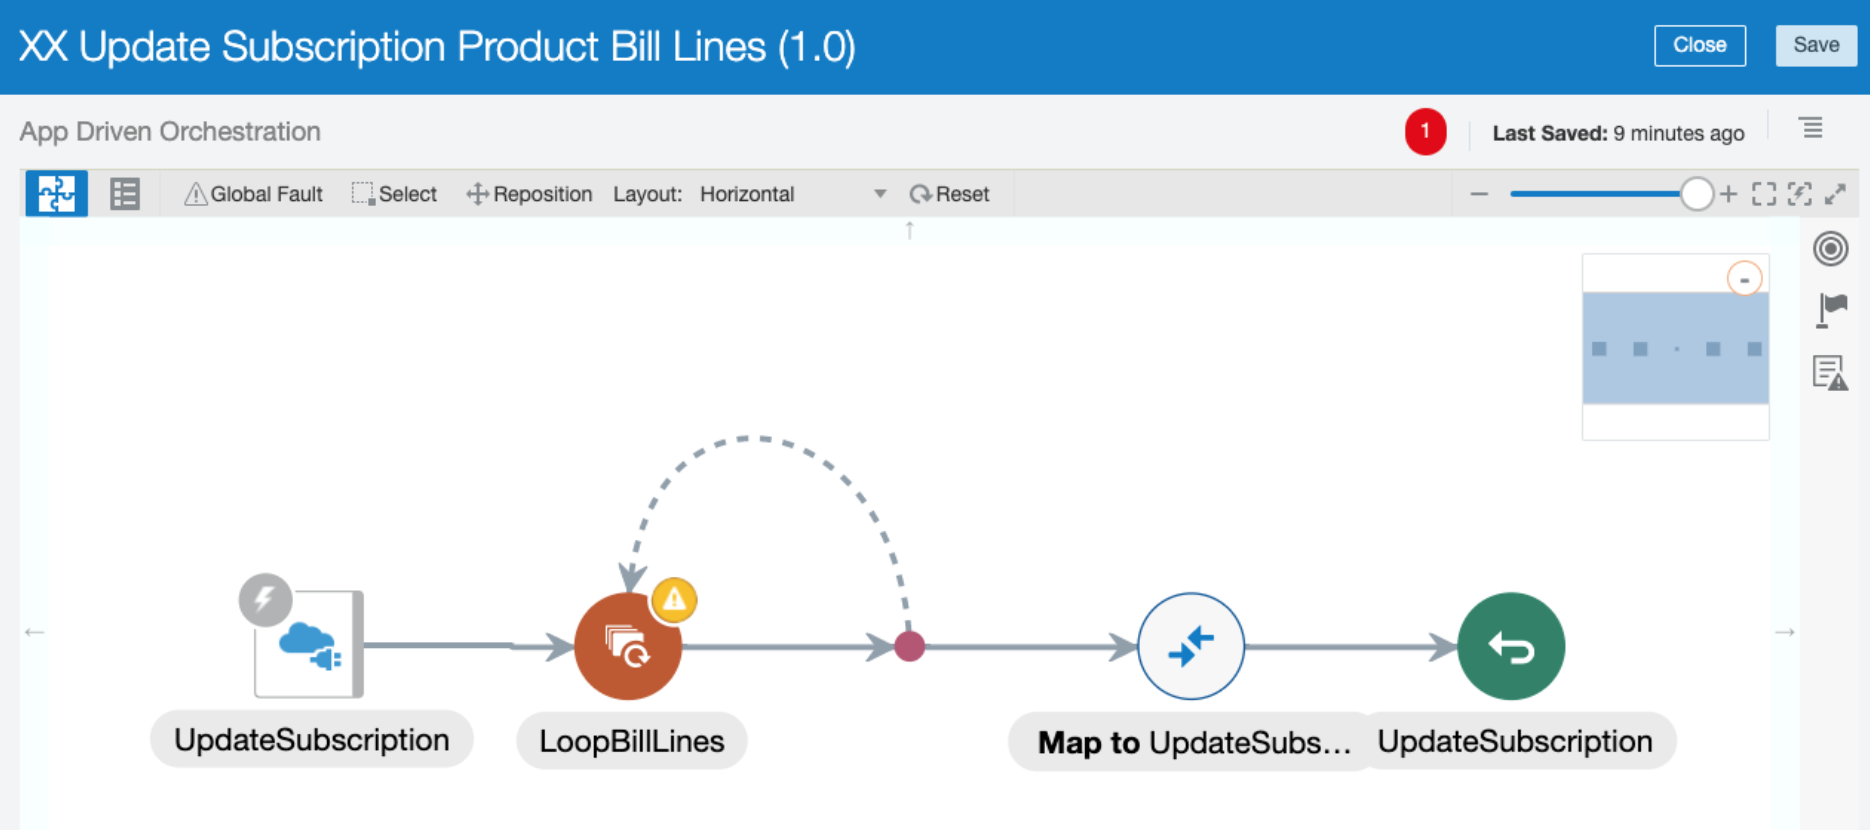 XX Update Subscription Product Bill Lines (1.0)
Close
Save
App Driven Orchestration
1
Last Saved: 9 minutes ago
Global Fault
Select
Reposition
Layout: Horizontal
Reset
UpdateSubscription
LoopBillLines
Map to UpdateSubs...
UpdateSubscription